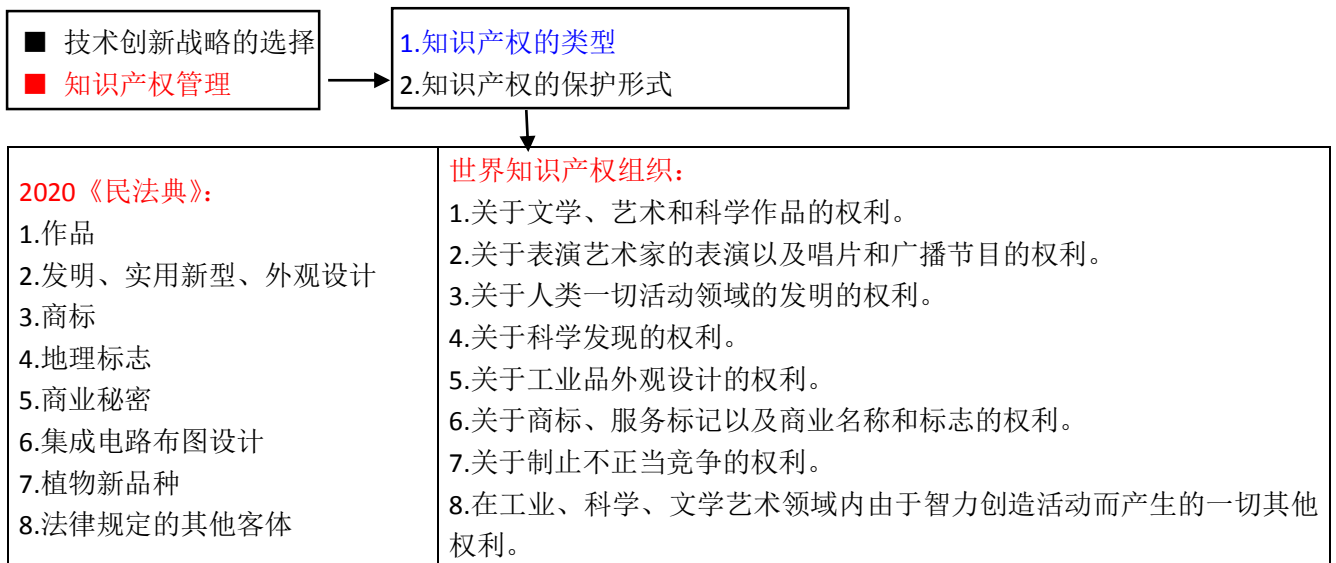 ■ 技术创新战略的选择
■ 知识产权管理
1.知识产权的类型
2.知识产权的保护形式
2020《民法典》：
1.作品
2.发明、实用新型、外观设计
3.商标
4.地理标志
5.商业秘密
6.集成电路布图设计
7.植物新品种
8.法律规定的其他客体
世界知识产权组织：
1.关于文学、艺术和科学作品的权利。
2.关于表演艺术家的表演以及唱片和广播节目的权利。
3.关于人类一切活动领域的发明的权利。
4.关于科学发现的权利。
5.关于工业品外观设计的权利。
6.关于商标、服务标记以及商业名称和标志的权利。
7.关于制止不正当竞争的权利。
8.在工业、科学、文学艺术领域内由于智力创造活动而产生的一切其他
权利。